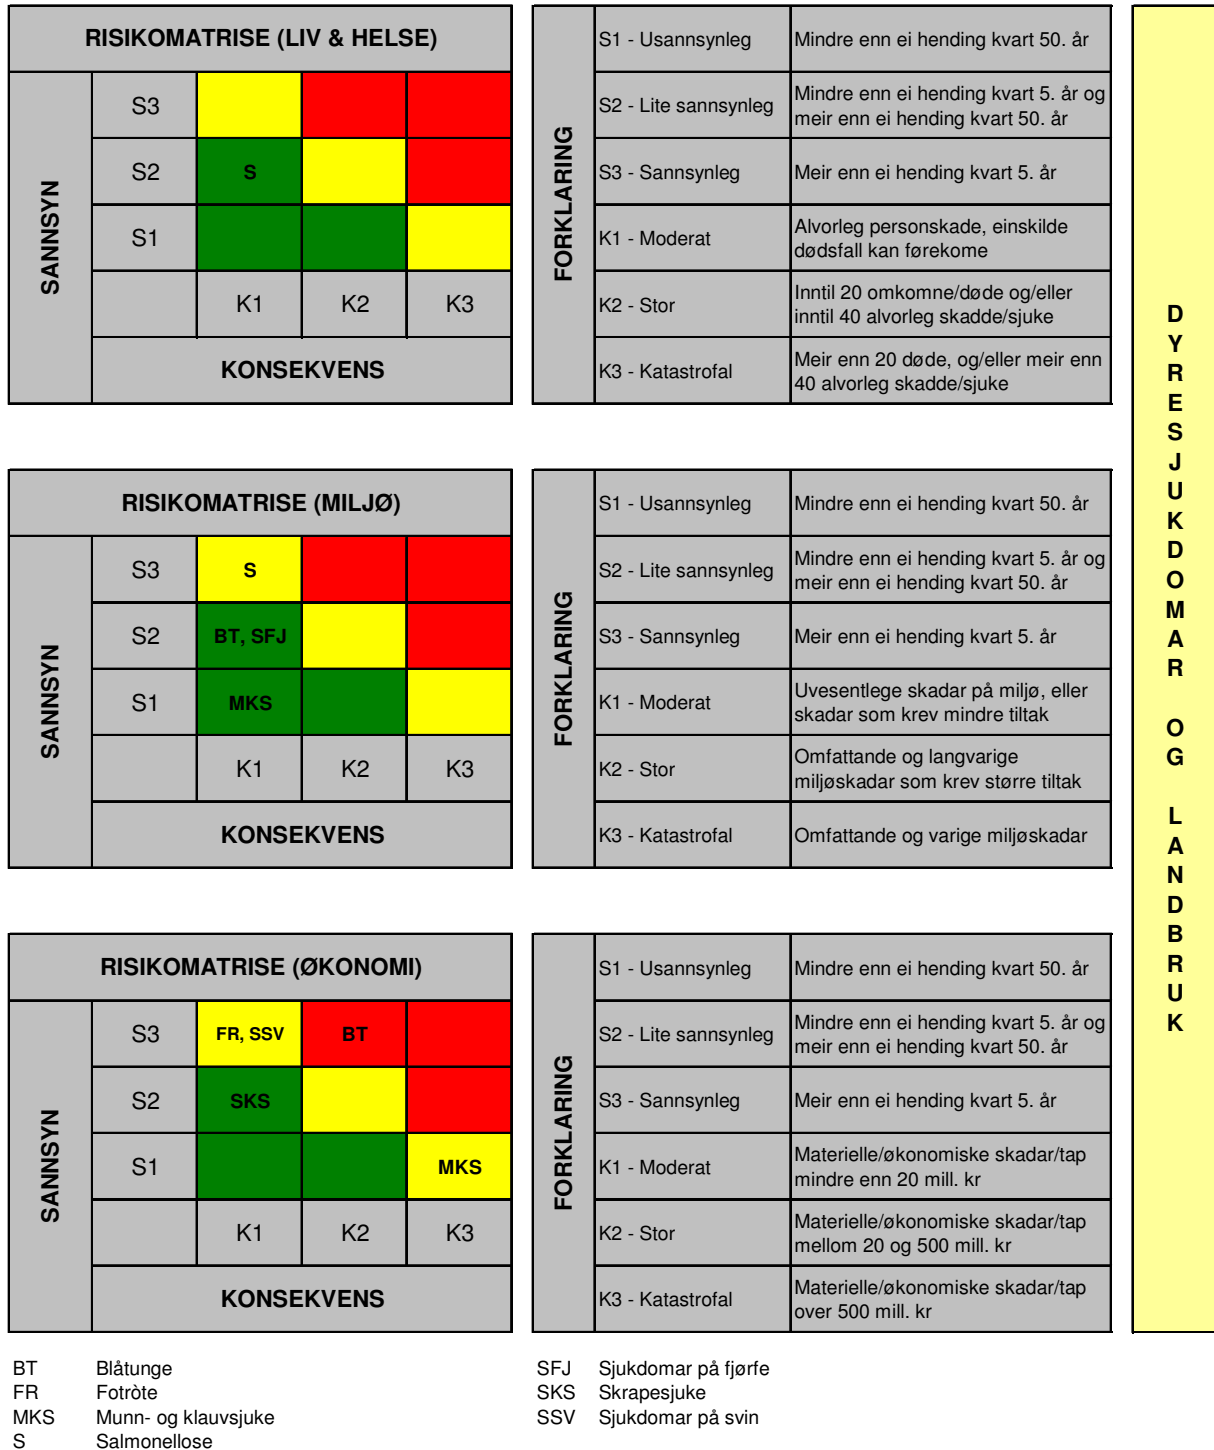 RISIKOMATRISE (LIV & HELSE)
SANNSYN
S3
S2 S
S1
K1 K2 K3
KONSEKVENS
FORKLARING
S1 - Usannsynleg Mindre enn ei hending kvart 50. år
S2 - Lite sannsynleg Mindre enn ei hending kvart 5. år og
meir enn ei hending kvart 50. år
S3 - Sannsynleg Meir enn ei hending kvart 5. år
K1 - Moderat Alvorleg personskade, einskilde
dødsfall kan førekome
K2 - Stor Inntil 20 omkomne/døde og/eller
inntil 40 alvorleg skadde/sjuke
K3 - Katastrofal Meir enn 20 døde, og/eller meir enn
40 alvorleg skadde/sjuke
RISIKOMATRISE (MILJØ)
SANNSYN
S3 S
S2 BT, SFJ
S1 MKS
K1 K2 K3
KONSEKVENS
FORKLARING
S1 - Usannsynleg Mindre enn ei hending kvart 50. år
S2 - Lite sannsynleg Mindre enn ei hending kvart 5. år og
meir enn ei hending kvart 50. år
S3 - Sannsynleg Meir enn ei hending kvart 5. år
K1 - Moderat Uvesentlege skadar på miljø, eller
skadar som krev mindre tiltak
K2 - Stor Omfattande og langvarige
miljøskadar som krev større tiltak
K3 - Katastrofal Omfattande og varige miljøskadar
RISIKOMATRISE (ØKONOMI)
SANNSYN
S3 FR, SSV BT
S2 SKS
S1 MKS
K1 K2 K3
KONSEKVENS
FORKLARING
S1 - Usannsynleg Mindre enn ei hending kvart 50. år
S2 - Lite sannsynleg Mindre enn ei hending kvart 5. år og
meir enn ei hending kvart 50. år
S3 - Sannsynleg Meir enn ei hending kvart 5. år
K1 - Moderat Materielle/økonomiske skadar/tap
mindre enn 20 mill. kr
K2 - Stor Materielle/økonomiske skadar/tap
mellom 20 og 500 mill. kr
K3 - Katastrofal Materielle/økonomiske skadar/tap
over 500 mill. kr
DYRESJUKDOMAR OG LANDBRUK
BT Blåtunge
FR Fotròte
MKS Munn- og klauvsjuke
S Salmonellose
SFJ Sjukdomar på fjørfe
SKS Skrapesjuke
SSV Sjukdomar på svin